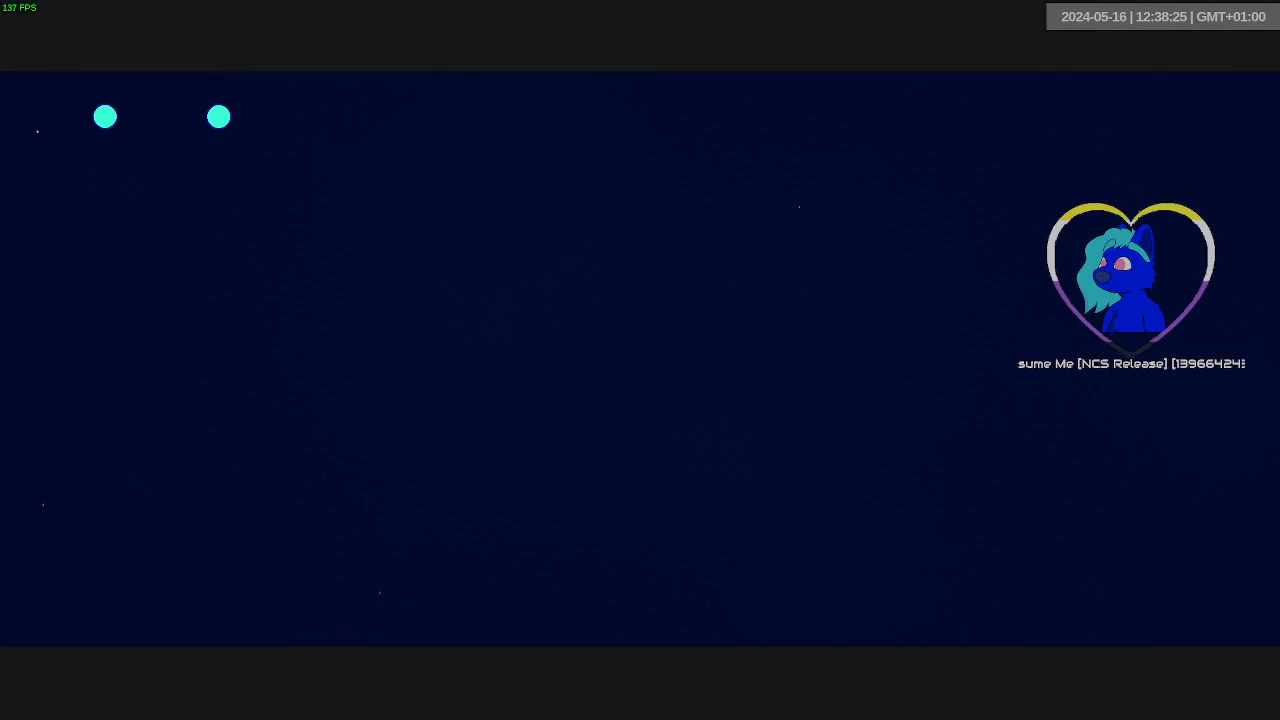 137 FPS
2024-05-16 | 12:38:25 | GMT+01:00
sume Me [NCS Release] [13966424